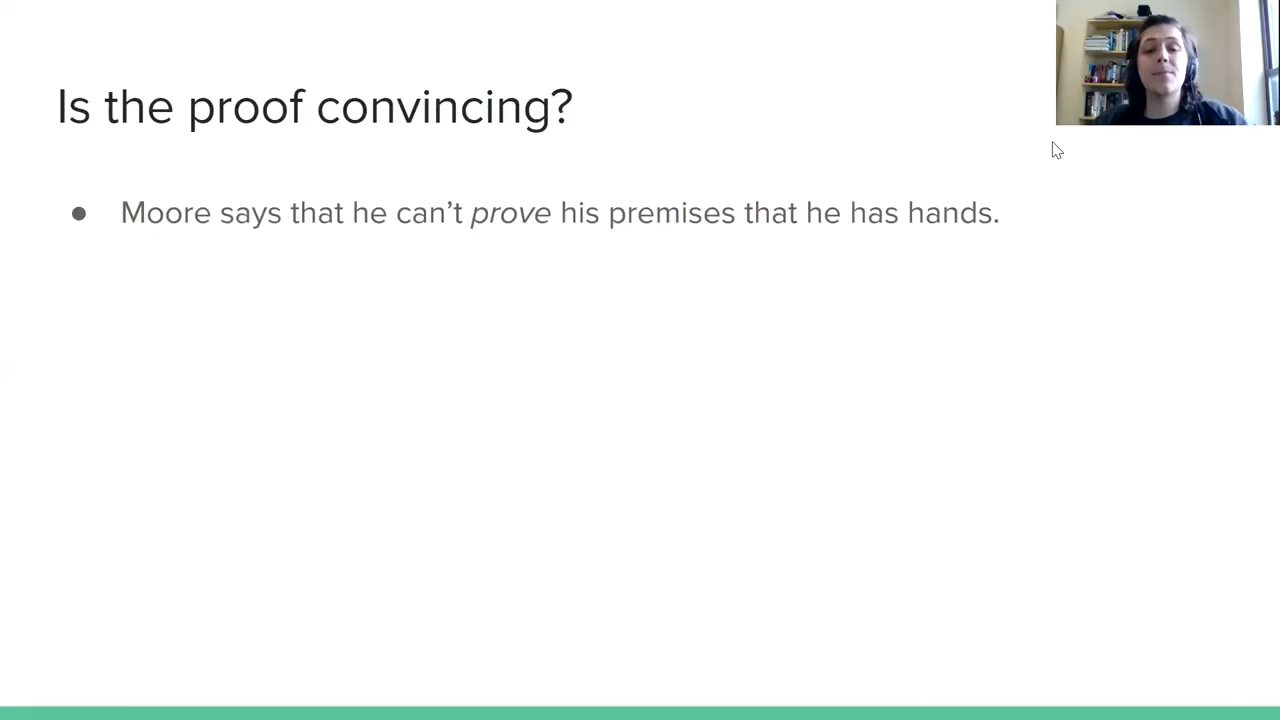 Is the proof convincing?
● Moore says that he can’t prove his premises that he has hands.